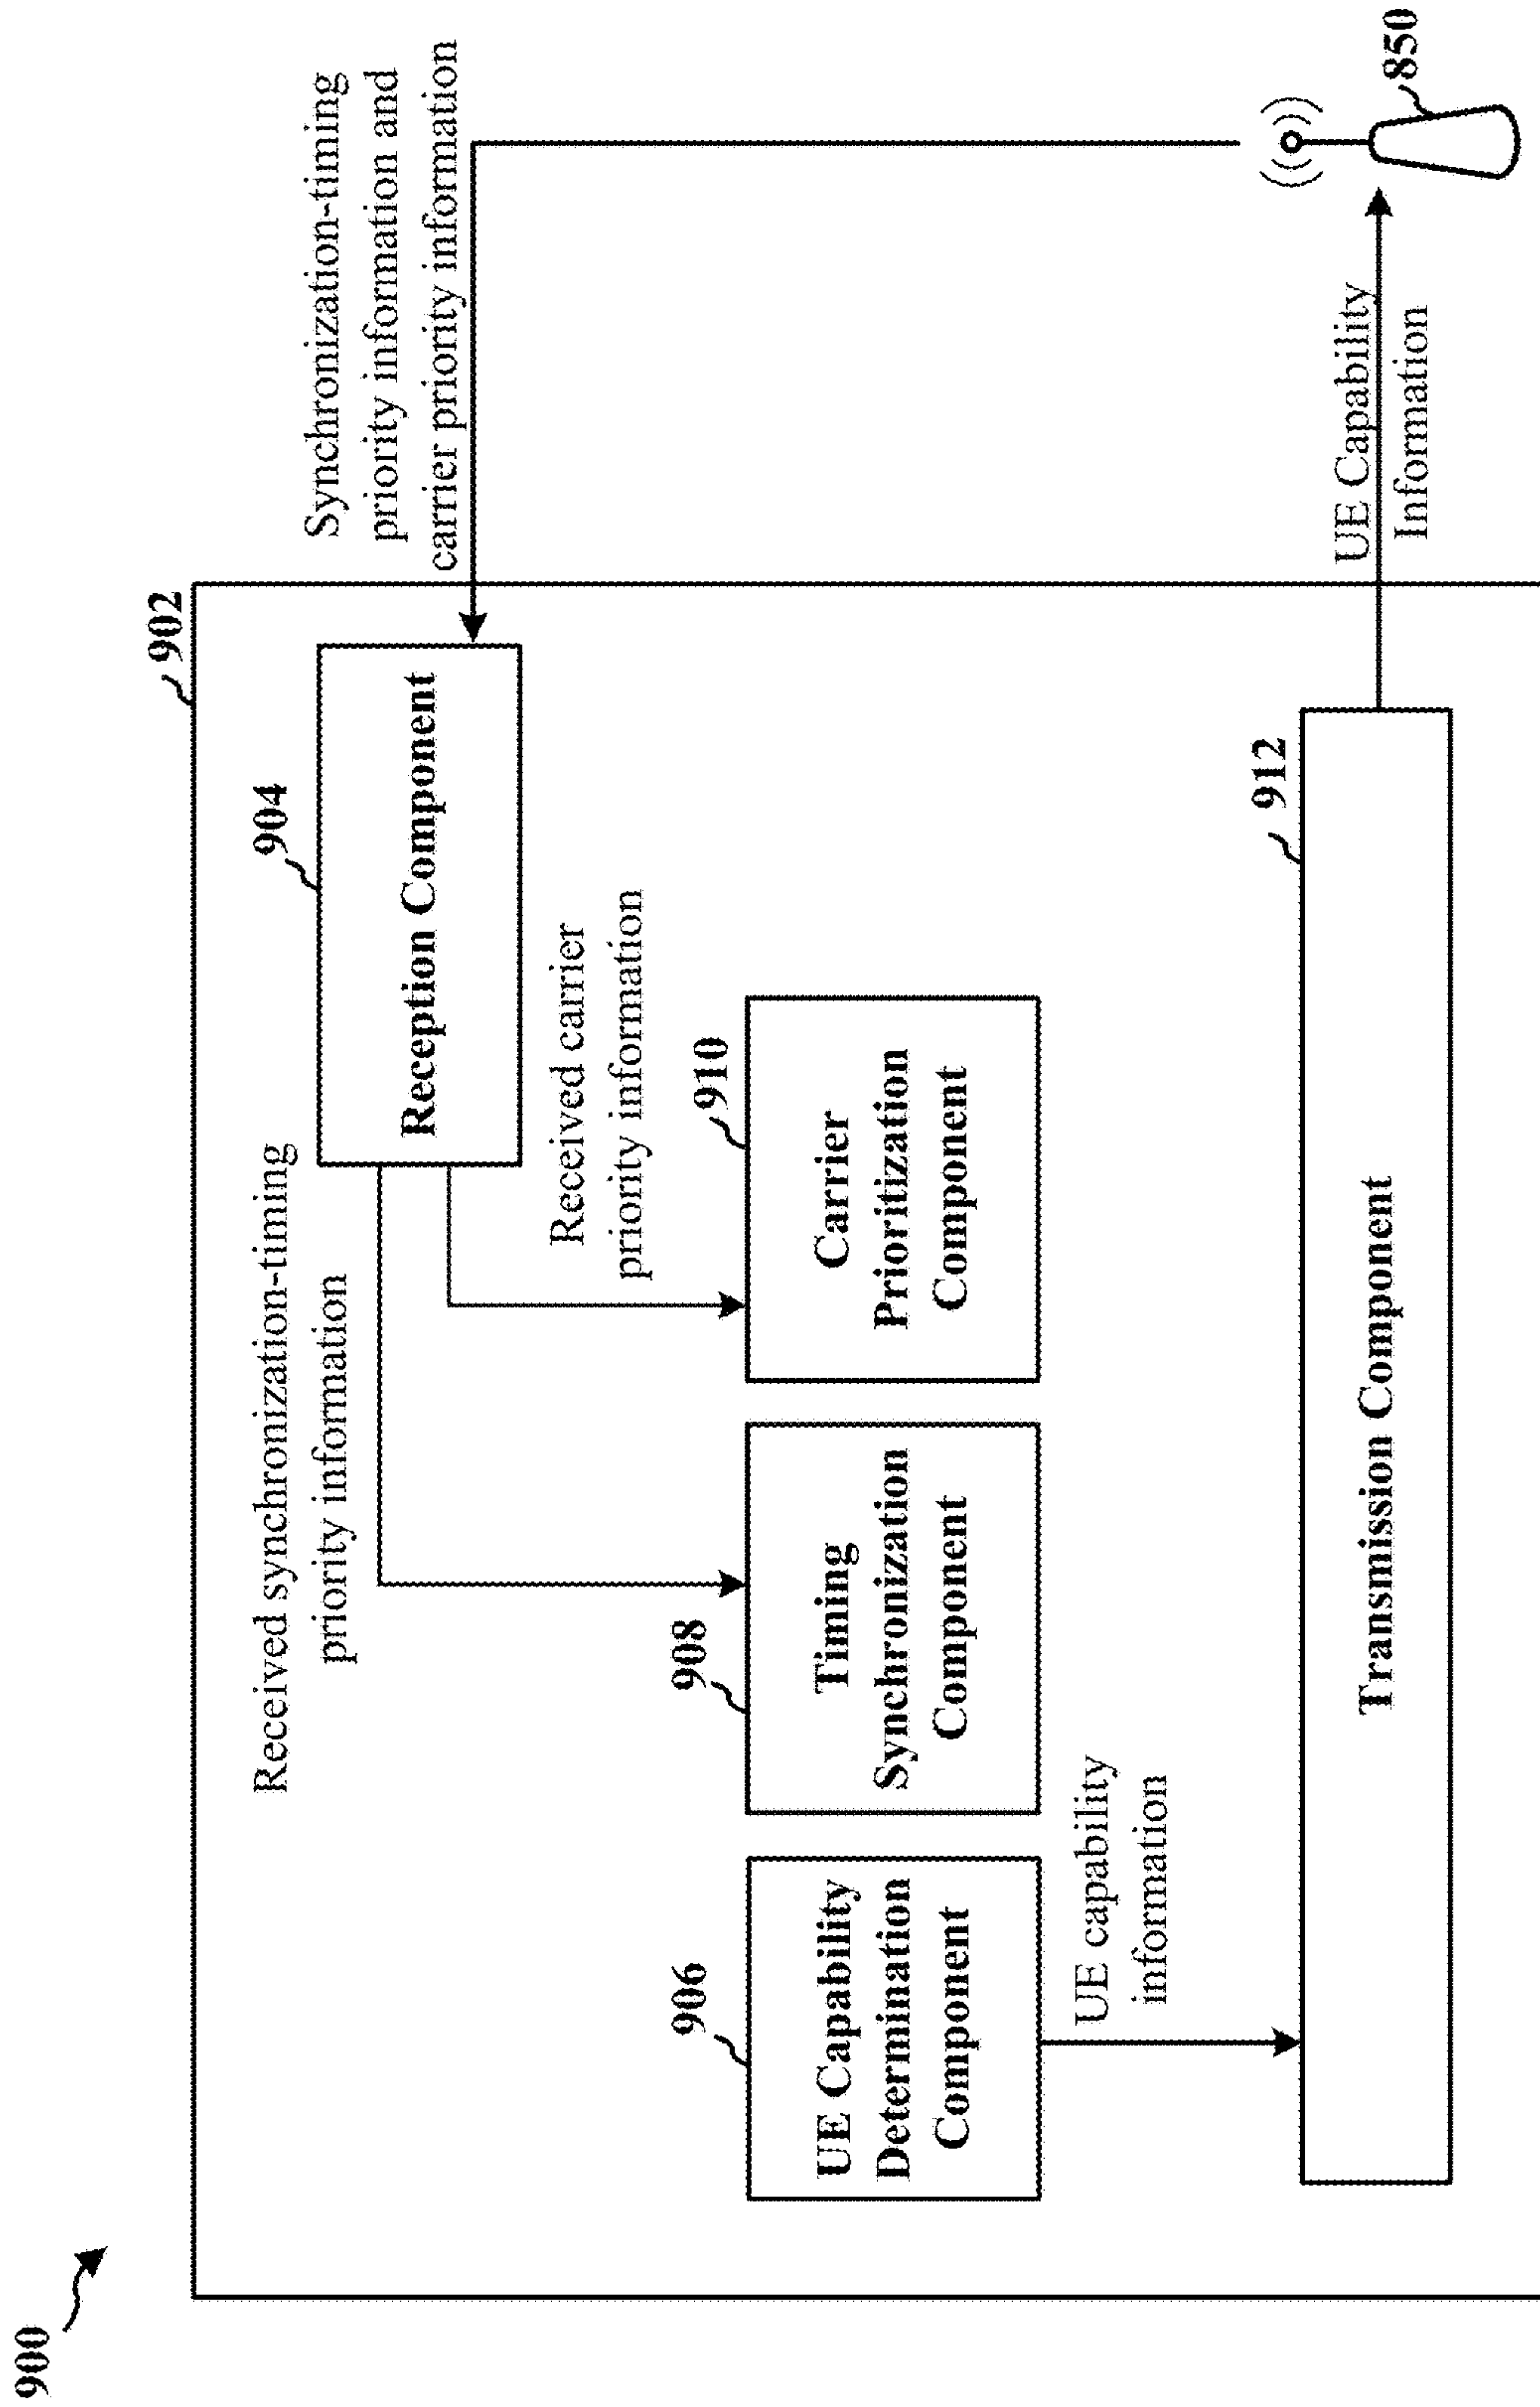 900
902
904
Reception Component
Synchronization-timing
priority information and
carrier priority information
Received synchronization-timing
priority information
Received carrier
priority information
906
UE Capability
Determination
Component
908
Timing
Synchronization
Component
910
Carrier
Prioritization
Component
UE capability
information
912
Transmission Component
UE Capability
Information
850